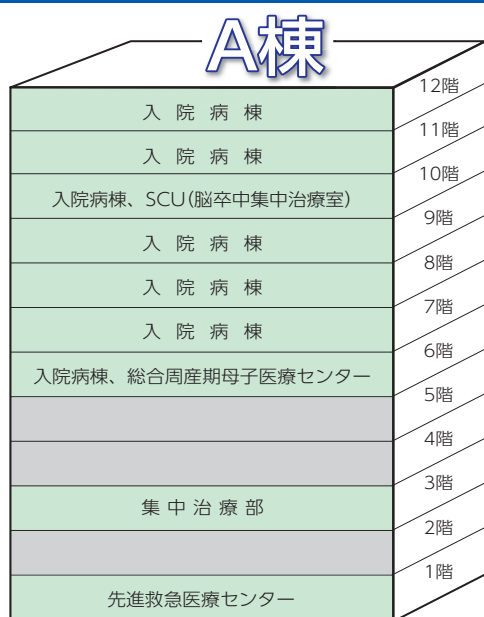 A棟
12階
入院病棟
11階
入院病棟
10階
入院病棟、SCU(脳卒中集中治療室)
9階
入院病棟
8階
入院病棟
7階
入院病棟
6階
入院病棟、総合周産期母子医療センター
5階
4階
3階
集中治療部
2階
1階
先進救急医療センター